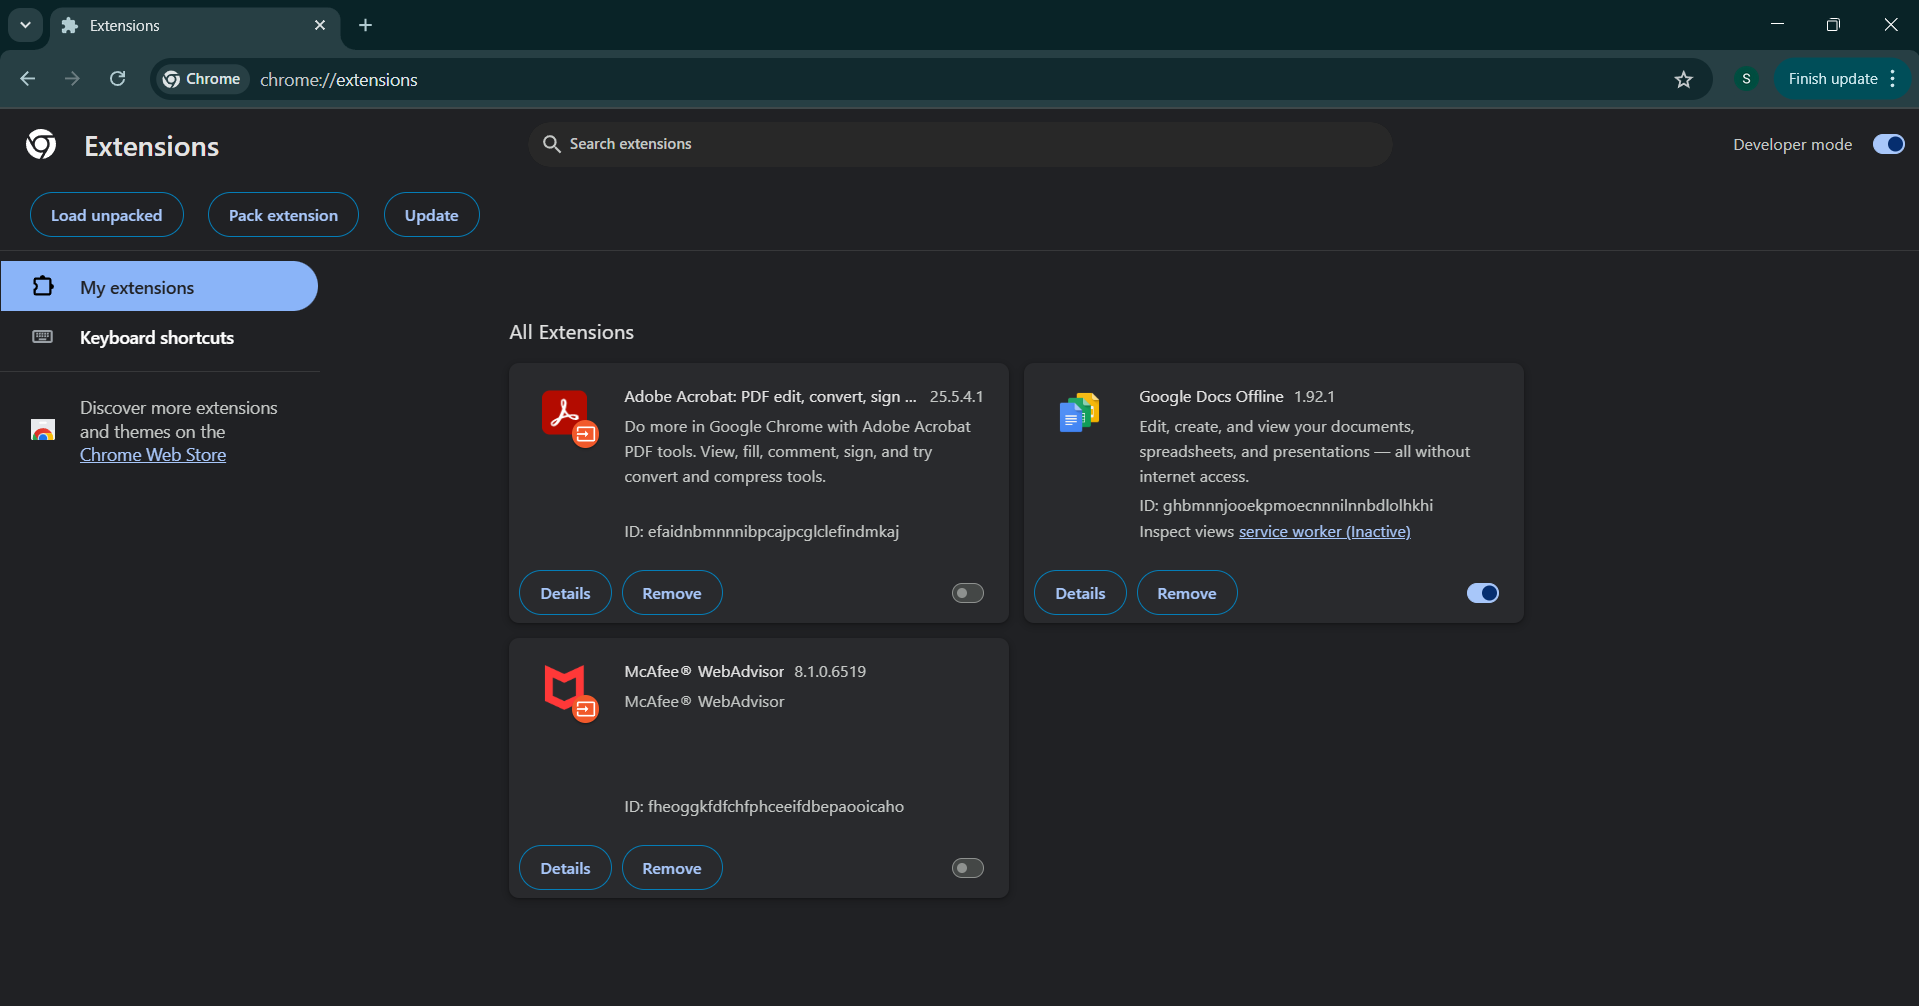 Extensions
Chrome chrome://extensions S Finish update
Extensions Search extensions Developer mode
Load unpacked Pack extension Update
My extensions
Keyboard shortcuts
Discover more extensions
and themes on the
Chrome Web Store
All Extensions
Adobe Acrobat: PDF edit, convert, sign ... 25.5.4.1
Do more in Google Chrome with Adobe Acrobat
PDF tools. View, fill, comment, sign, and try
convert and compress tools.
ID: efaidnbmnnnibpcajpcglclefindmkaj
Details Remove
Google Docs Offline 1.92.1
Edit, create, and view your documents,
spreadsheets, and presentations — all without
internet access.
ID: ghbmnnjooekpmoecnnnilnnbdlolhkhi
Inspect views service worker (Inactive)
Details Remove
McAfee® WebAdvisor 8.1.0.6519
McAfee® WebAdvisor
ID: fheoggkfdfchfphceeifdbepaooicaho
Details Remove